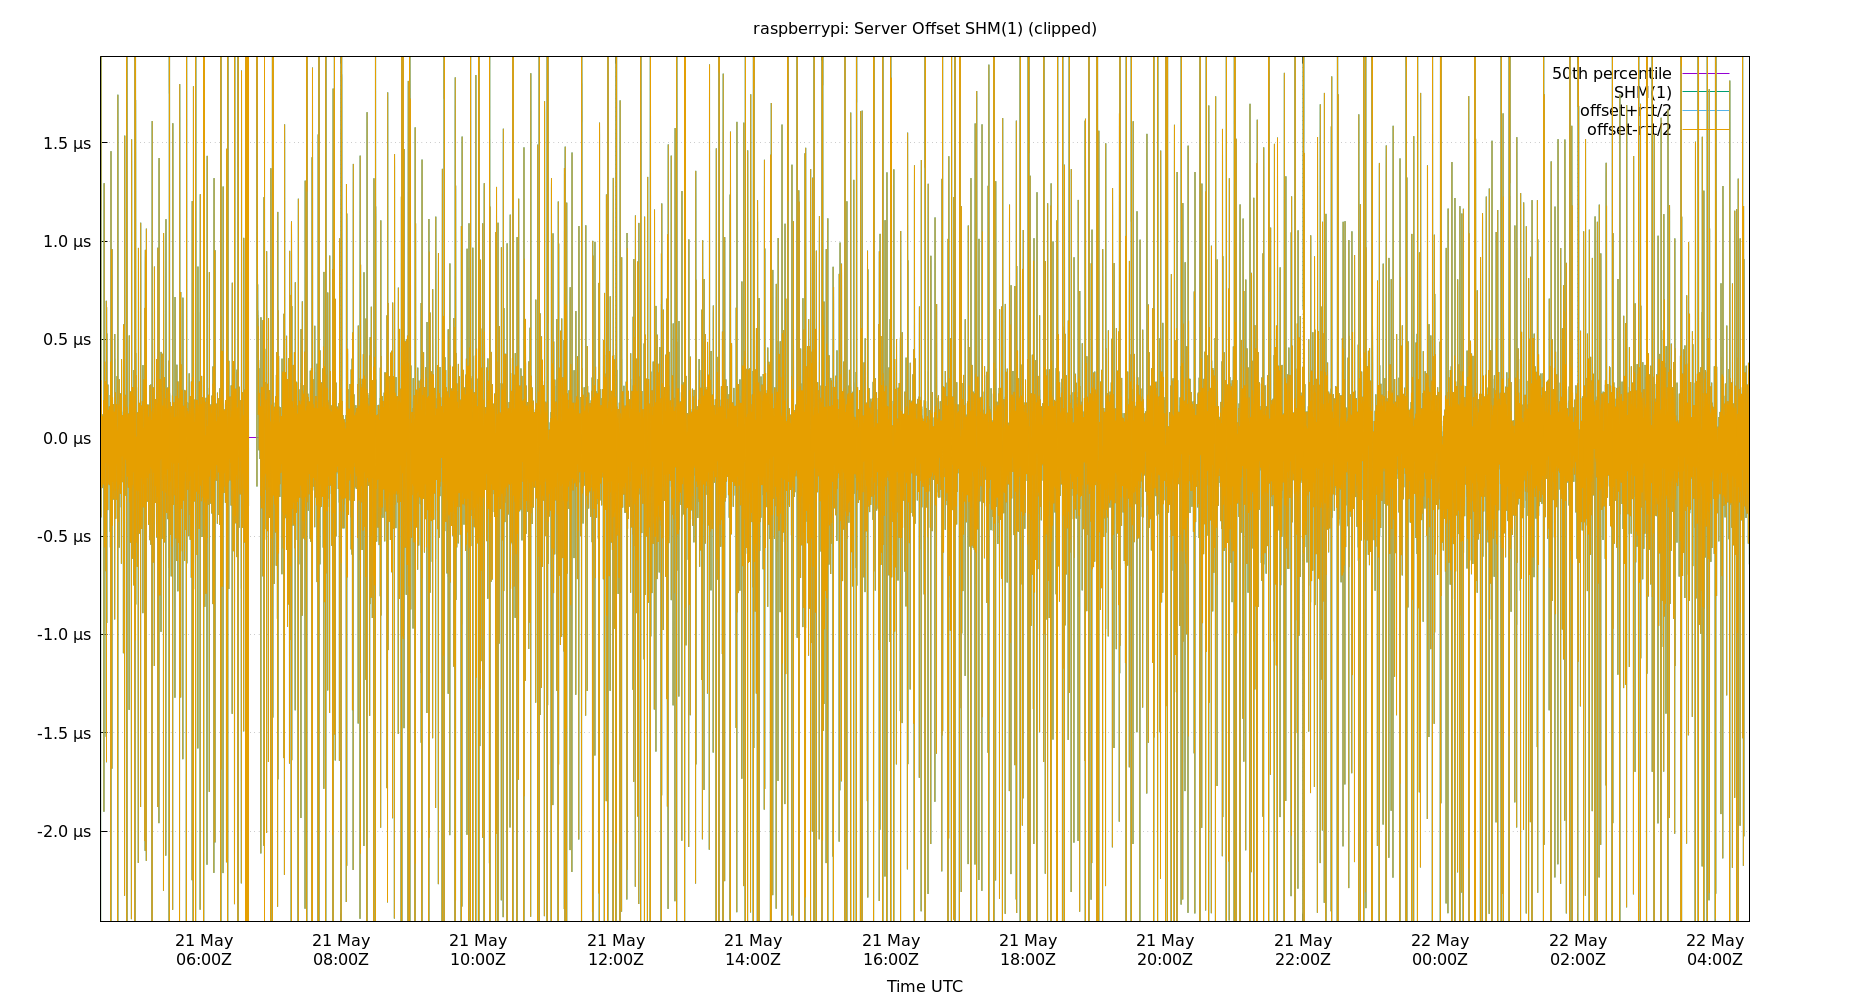 raspberrypi: Server Offset SHM(1) (clipped)
50th percentile
SHM(1)
offset+rtt/2
offset-rtt/2
1.5 µs
1.0 µs
0.5 µs
0.0 µs
-0.5 µs
-1.0 µs
-1.5 µs
-2.0 µs
21 May 21 May 21 May 21 May 21 May 21 May 21 May 21 May 21 May 22 May 22 May 22 May
06:00Z 08:00Z 10:00Z 12:00Z 14:00Z 16:00Z 18:00Z 20:00Z 22:00Z 00:00Z 02:00Z 04:00Z
Time UTC